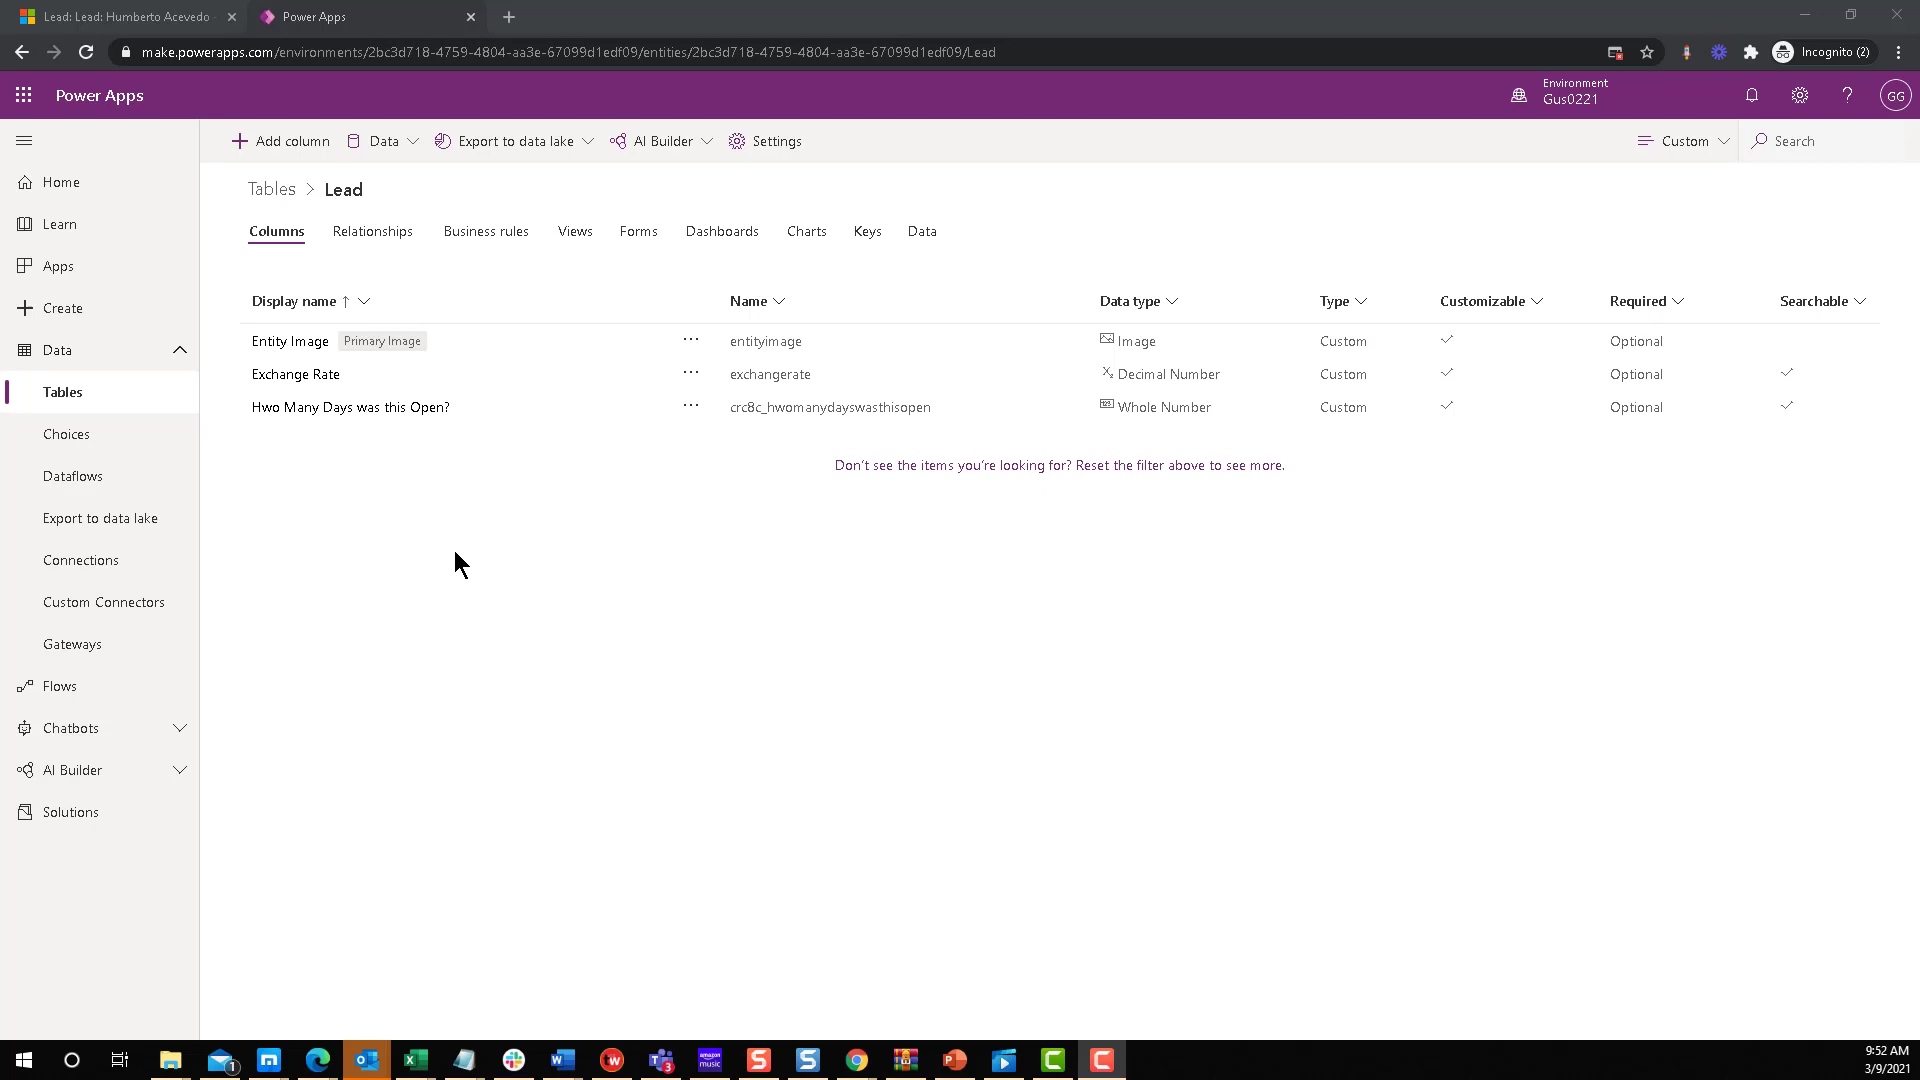 Lead: Lead: Humberto Acevedo
Power Apps
make.powerapps.com/environments/2bc3d718-4759-4804-aa3e-67099d1edf09/entities/2bc3d718-4759-4804-aa3e-67099d1edf09/Lead
Incognito (2)
Power Apps
Environment
Gus0221
GG
Add column
Data
Export to data lake
AI Builder
Settings
Custom
Search
Home
Learn
Apps
Create
Data
Tables
Choices
Dataflows
Export to data lake
Connections
Custom Connectors
Gateways
Flows
Chatbots
AI Builder
Solutions
Tables > Lead
Columns Relationships Business rules Views Forms Dashboards Charts Keys Data
Display name ↑ Name Data type Type Customizable Required Searchable
Entity Image Primary Image ··· entityimage Image Custom Optional
Exchange Rate ··· exchangerate Decimal Number Custom Optional
Hwo Many Days was this Open? ··· crc8c_hwomanydayswasthisopen Whole Number Custom Optional
Don't see the items you're looking for? Reset the filter above to see more.
9:52 AM
3/9/2021